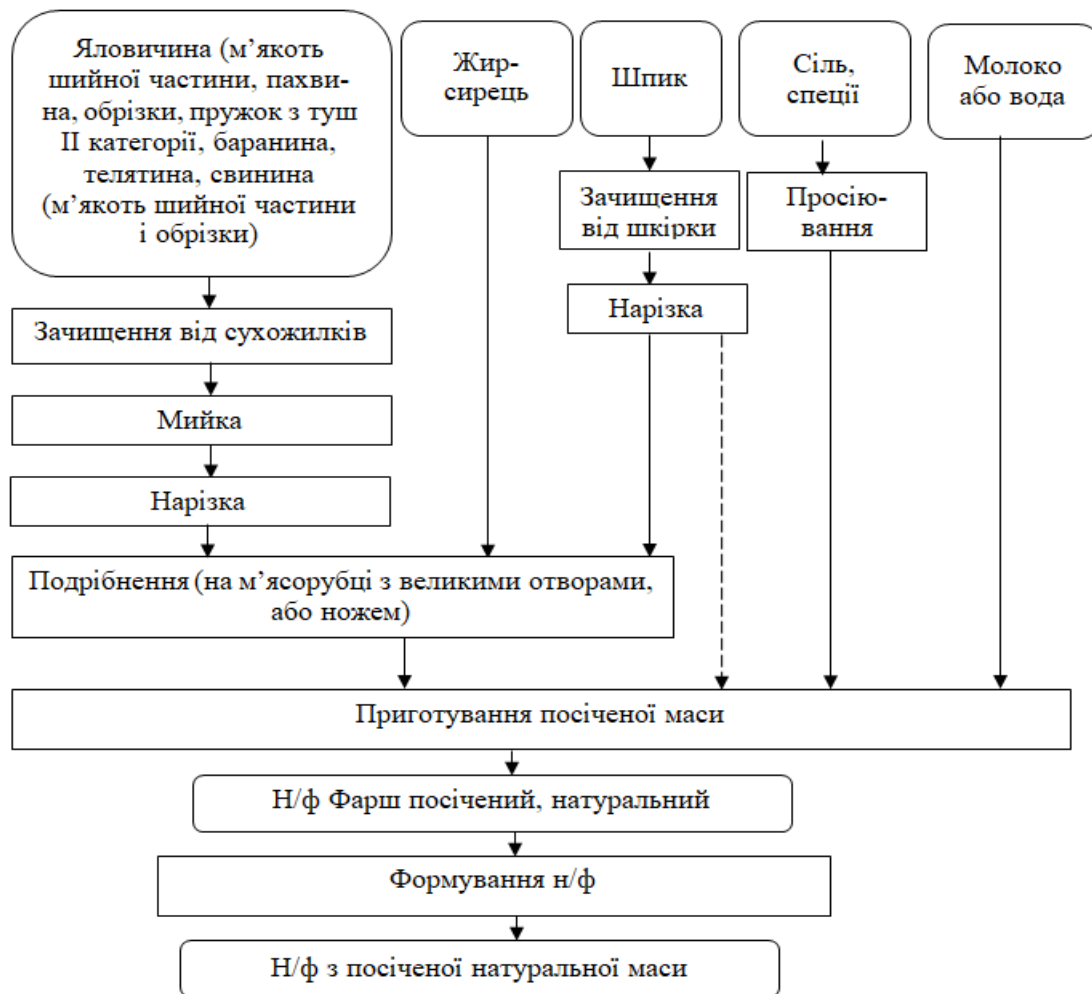 Яловичина (м’якоть
шийної частини, пахви-
на, обрізки, пружок з туш
ІІ категорії, баранина,
телятина, свинина
(м’якоть шийної частини
і обрізки)
Жир-
сирець
Шпик
Сіль,
спеції
Молоко
або вода
Зачищення
від шкірки
Просію-
вання
Нарізка
Зачищення від сухожилків
Мийка
Нарізка
Подрібнення (на м’ясорубці з великими отворами,
або ножем)
Приготування посіченої маси
Н/ф Фарш посічений, натуральний
Формування н/ф
Н/ф з посіченої натуральної маси